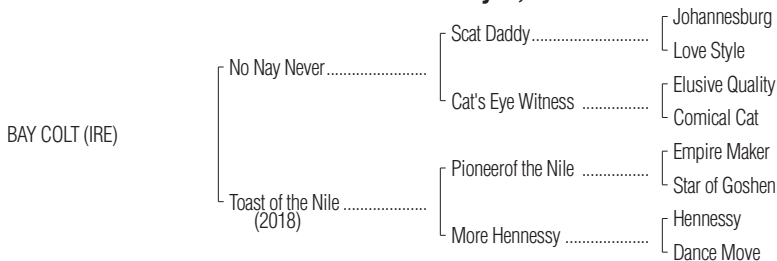 Johannesburg
Scat Daddy
Love Style
No Nay Never
Elusive Quality
Cat's Eye Witness
Comical Cat
BAY COLT (IRE)
Empire Maker
Pioneerof the Nile
Star of Goshen
Toast of the Nile
(2018)
Hennessy
More Hennessy
Dance Move